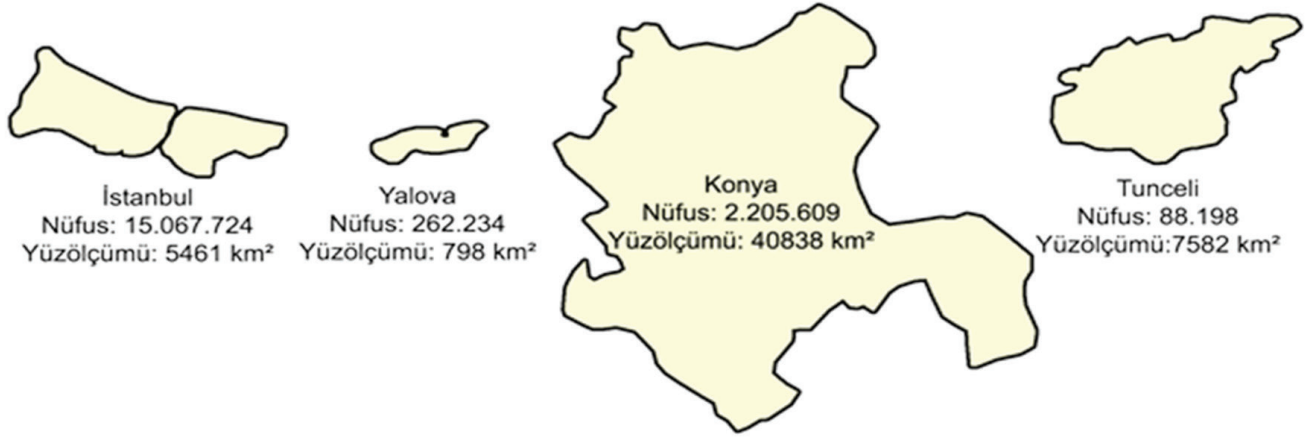 İstanbul
Nüfus: 15.067.724
Yüzölçümü: 5461 km²
Yalova
Nüfus: 262.234
Yüzölçümü: 798 km²
Konya
Nüfus: 2.205.609
Yüzölçümü: 40838 km²
Tunceli
Nüfus: 88.198
Yüzölçümü:7582 km²